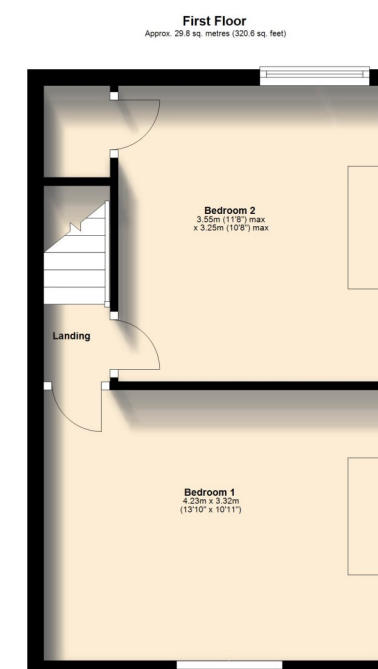 First Floor
Approx. 29.8 sq. metres (320.6 sq. feet)
Bedroom 2
3.55m (11'8") max
x 3.25m (10'8") max
Landing
Bedroom 1
4.23m x 3.32m
(13'10" x 10'11")